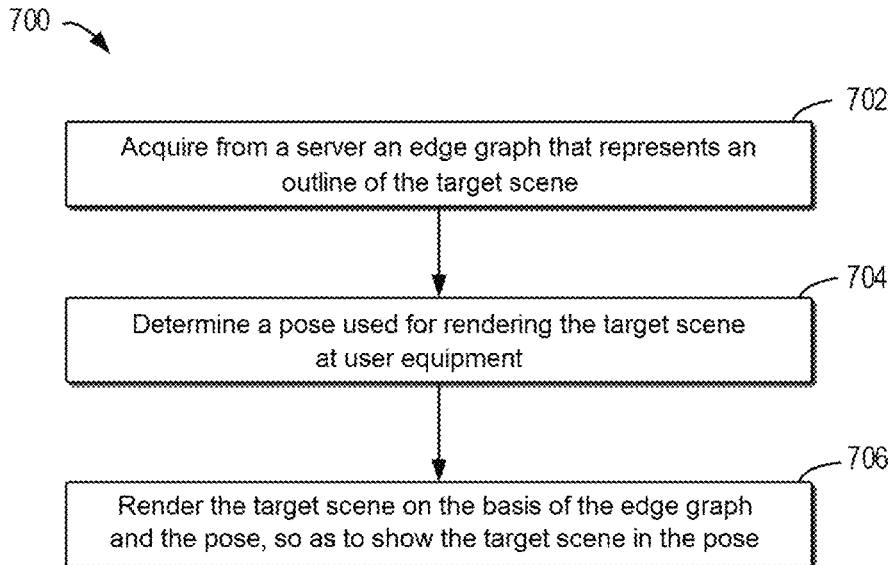 700
702
Acquire from a server an edge graph that represents an
outline of the target scene
704
Determine a pose used for rendering the target scene
at user equipment
706
Render the target scene on the basis of the edge graph
and the pose, so as to show the target scene in the pose